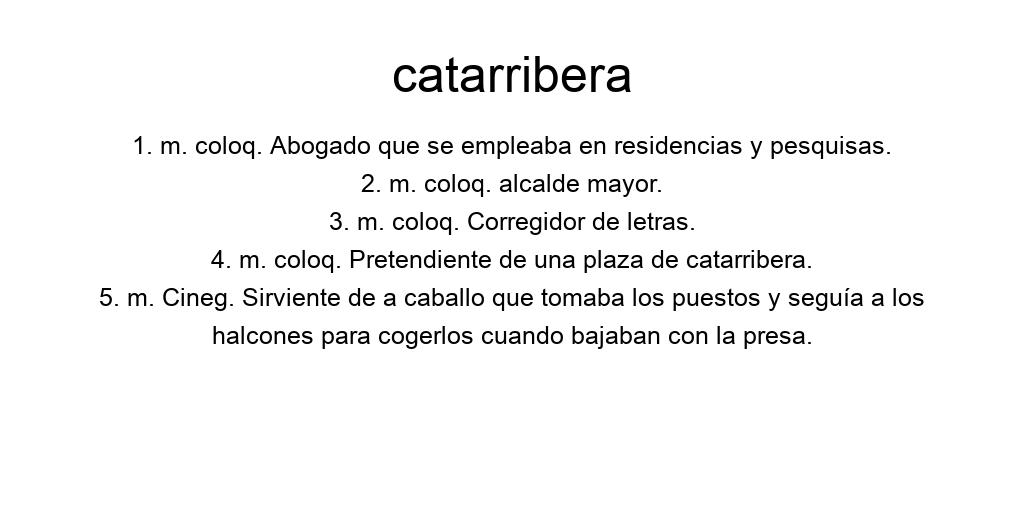 catarribera
1. m. coloq. Abogado que se empleaba en residencias y pesquisas.
2. m. coloq. alcalde mayor.
3. m. coloq. Corregidor de letras.
4. m. coloq. Pretendiente de una plaza de catarribera.
5. m. Cineg. Sirviente de a caballo que tomaba los puestos y seguía a los
halcones para cogerlos cuando bajaban con la presa.